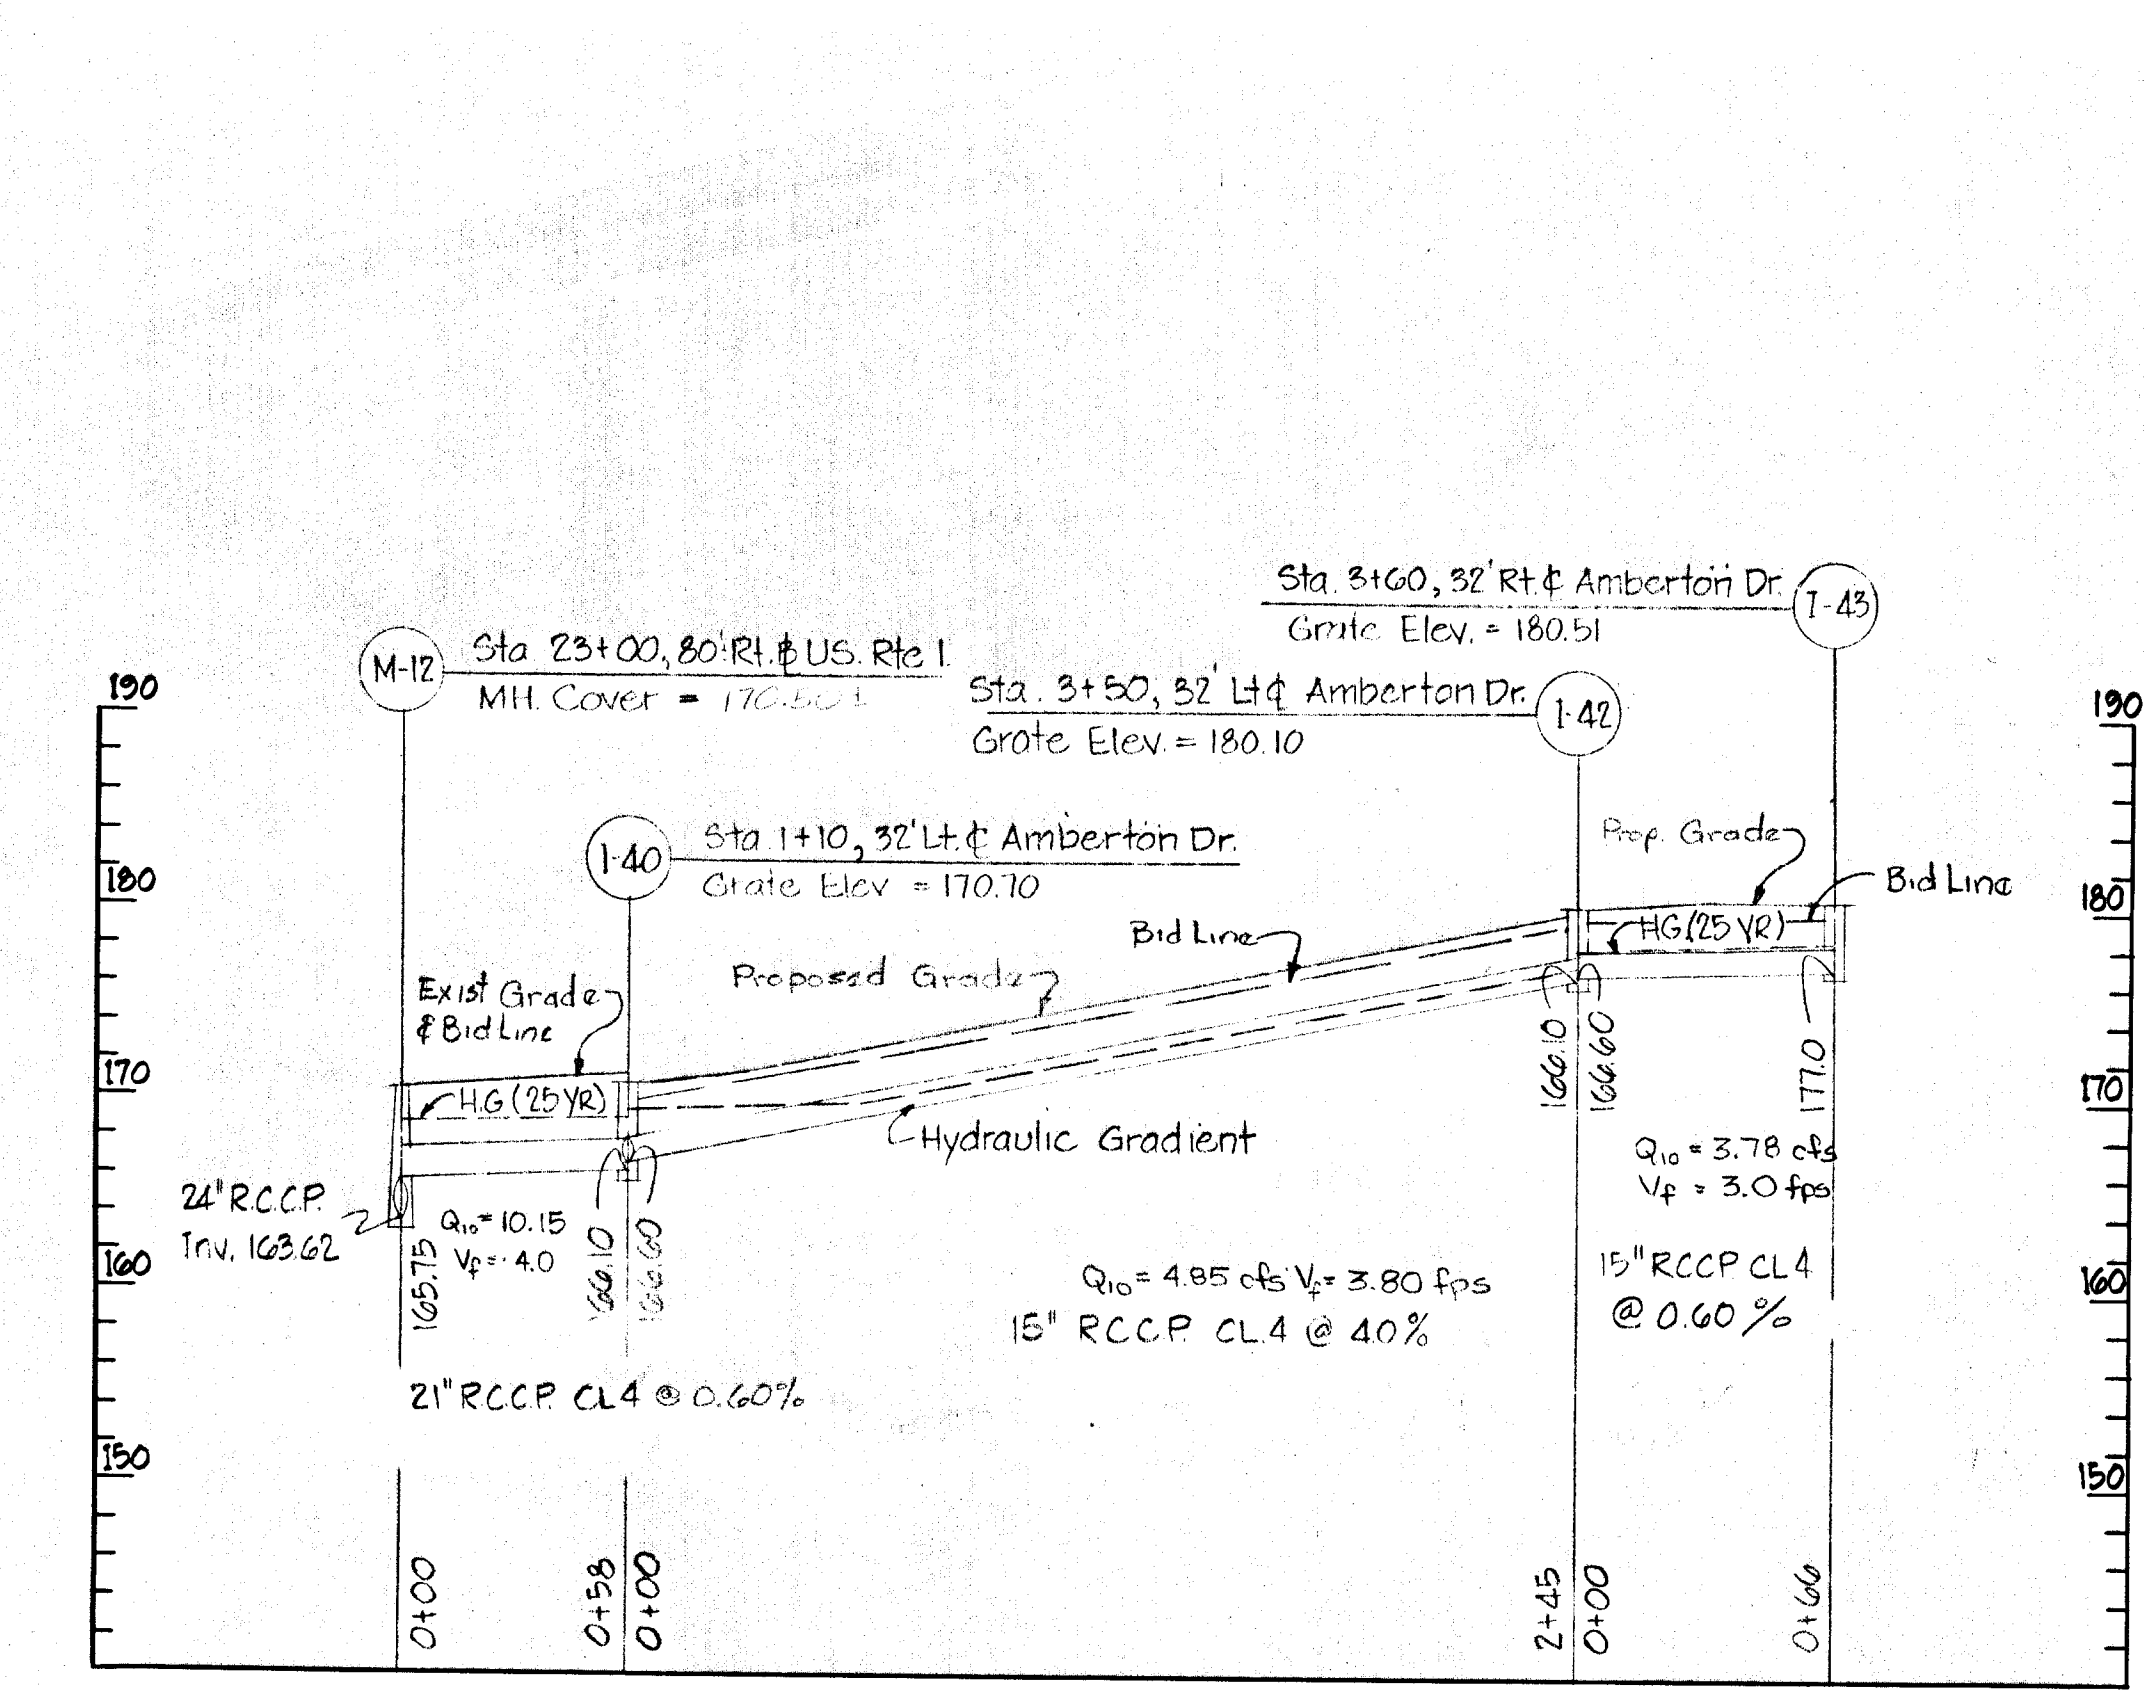 Sta. 3+60, 32' Rt. ℄ Amberton Dr.
Grate Elev. = 180.51
I-43
M-12
Sta 23+00, 80' Rt. ℄ US. Rte 1.
MH. Cover = 170.50 ±
Sta. 3+50, 32' Lt ℄ Amberton Dr.
Grate Elev. = 180.10
I-42
190
190
I-40
Sta 1+10, 32' Lt. ℄ Amberton Dr.
Grate Elev = 170.70
Prop. Grade
Bid Line
180
180
Bid Line
HG.(25 YR)
Proposed Grade
Exist Grade
& Bid Line
170
170
H.G (25 YR)
Hydraulic Gradient
166.10
166.60
177.0
Q10 = 3.78 cfs
Vf = 3.0 fps
24" R.C.C.P.
Inv. 163.62
165.75
Q10 = 10.15
Vf = 4.0
166.10
166.60
160
160
Q10 = 4.85 cfs Vf = 3.80 fps
15" R.C.C.P. CL.4 @ 4.0%
15" RCCP CL4
@ 0.60%
21" R.C.C.P. CL4 @ 0.60%
150
150
0+00
0+58
0+00
2+45
0+00
0+66